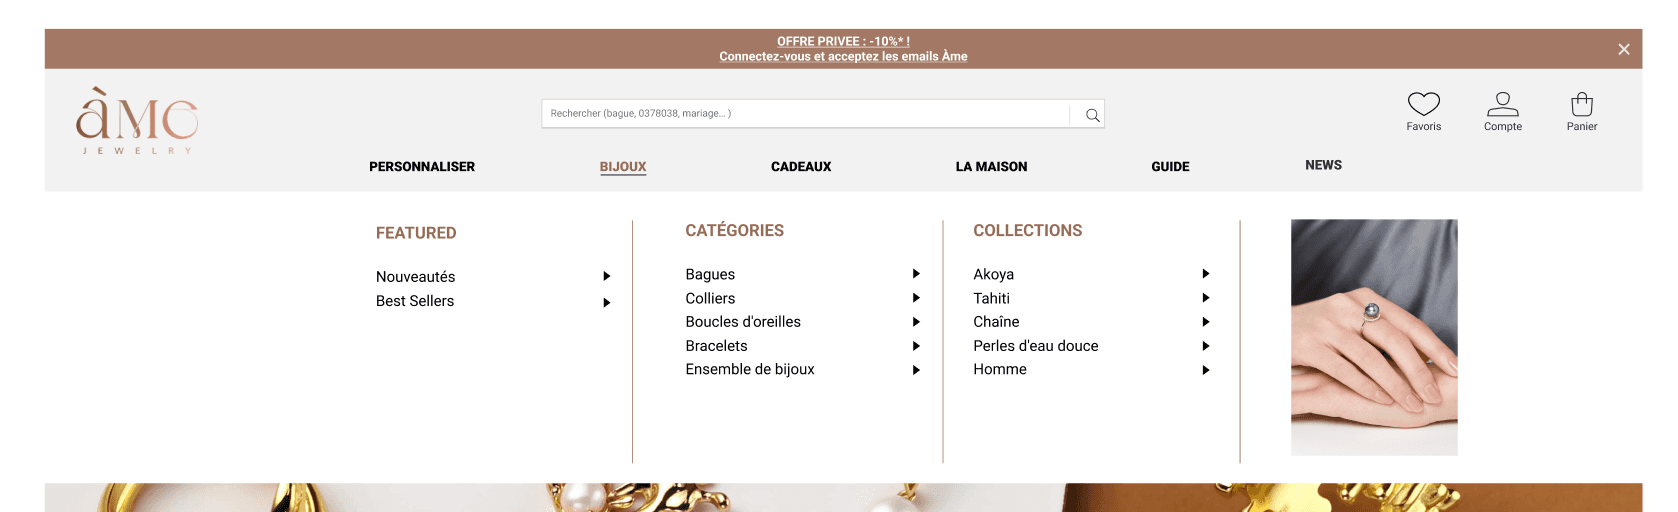 OFFRE PRIVEE : -10%* !
Connectez-vous et acceptez les emails Àme
àme
JEWELRY
Rechercher (bague, 0378038, mariage... )
Favoris
Compte
Panier
PERSONNALISER
BIJOUX
CADEAUX
LA MAISON
GUIDE
NEWS
FEATURED
Nouveautés
Best Sellers
CATÉGORIES
Bagues
Colliers
Boucles d'oreilles
Bracelets
Ensemble de bijoux
COLLECTIONS
Akoya
Tahiti
Chaîne
Perles d'eau douce
Homme